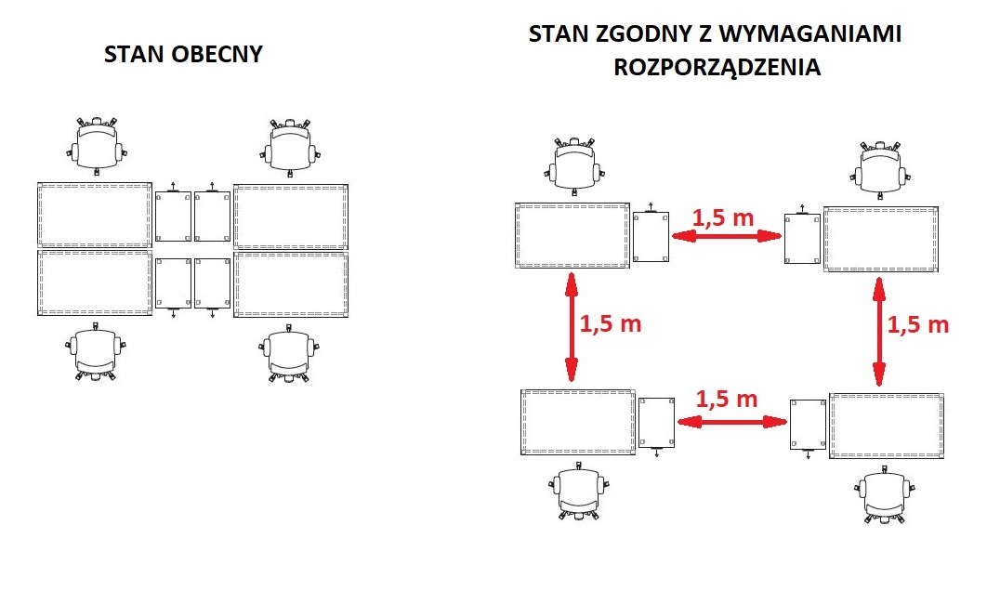 STAN OBECNY
STAN ZGODNY Z WYMAGANIAMI
ROZPORZĄDZENIA
1,5 m
1,5 m
1,5 m
1,5 m